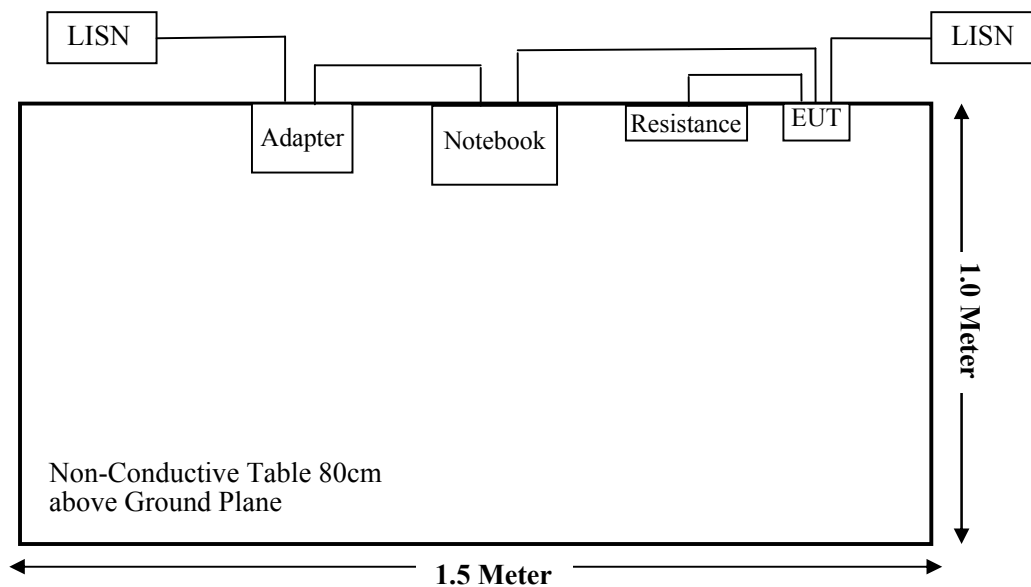 LISN
LISN
Adapter
Notebook
Resistance
EUT
1.0 Meter
Non-Conductive Table 80cm
above Ground Plane
1.5 Meter